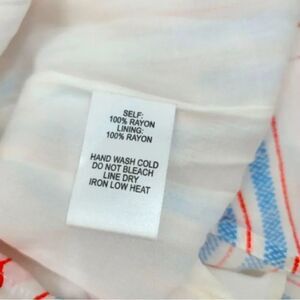 SELF:
100% RAYON
LINING:
100% RAYON
HAND WASH COLD
DO NOT BLEACH
LINE DRY
IRON LOW HEAT